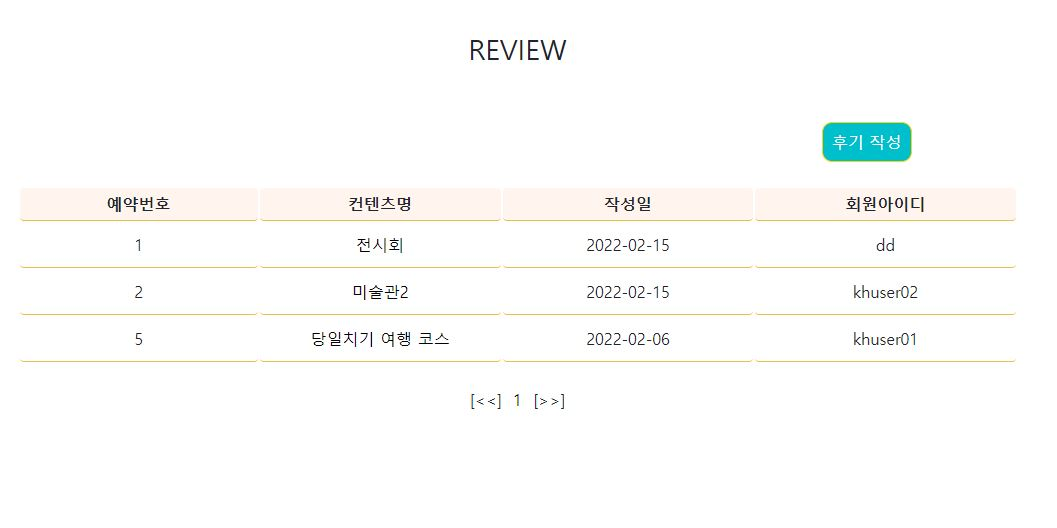 REVIEW
후기 작성
예약번호 컨텐츠명 작성일 회원아이디
1 전시회 2022-02-15 dd
2 미술관2 2022-02-15 khuser02
5 당일치기 여행 코스 2022-02-06 khuser01
[<<] 1 [>>]